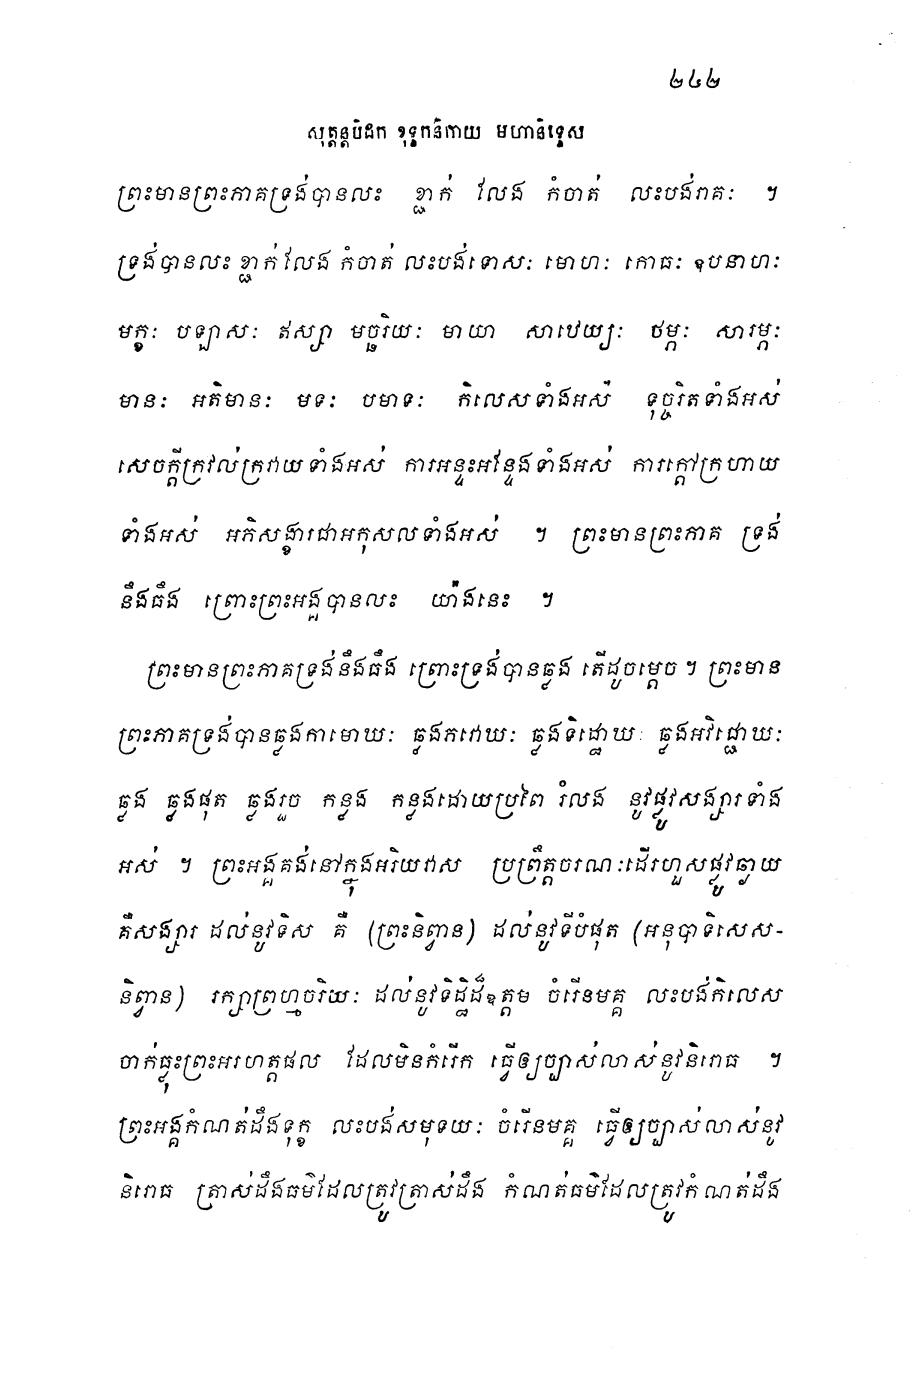 ២៤២
សុត្តន្តបិដក ខុទ្ទកនិកាយ មហានិទ្ទេស
ព្រះមានព្រះភាគទ្រង់បានលះ ខ្ជាក់ លែង កំចាត់ លះបង់រាគៈ ។
ទ្រង់បានលះ ខ្ជាក់ លែង កំចាត់ លះបង់ទោសៈ មោហៈ កោធៈ ឧបនាហៈ
មក្ខៈ បឡាសៈ ឥស្សា មច្ឆរិយៈ មាយា សាឋេយ្យៈ ថម្ភៈ សារម្ភៈ
មានៈ អតិមានៈ មទៈ បមាទៈ កិលេសទាំងអស់ ទុច្ចរិតទាំងអស់
សេចក្តីក្រវល់ក្រវាយទាំងអស់ ការអន្ទះអន្ទែងទាំងអស់ ការក្តៅក្រហាយ
ទាំងអស់ អភិសង្ខារជាអកុសលទាំងអស់ ។ ព្រះមានព្រះភាគ ទ្រង់
នឹងធឹង ព្រោះព្រះអង្គបានលះ យ៉ាងនេះ ។
ព្រះមានព្រះភាគទ្រង់នឹងធឹង ព្រោះទ្រង់បានឆ្លង តើដូចម្តេច ។ ព្រះមាន
ព្រះភាគទ្រង់បានឆ្លងកាមោឃៈ ឆ្លងភវោឃៈ ឆ្លងទិដ្ឋោឃៈ ឆ្លងអវិជ្ជោឃៈ
ឆ្លង ឆ្លងផុត ឆ្លងរួច កន្លង កន្លងដោយប្រពៃ រំលង នូវផ្លូវសង្សារទាំង
អស់ ។ ព្រះអង្គគង់នៅក្នុងអរិយវាស ប្រព្រឹត្តចរណៈដើរហួសផ្លូវឆ្ងាយ
គឺសង្សារ ដល់នូវទិស គឺ (ព្រះនិព្វាន) ដល់នូវទីបំផុត (អនុបាទិសេស-
និព្វាន) រក្សាព្រហ្មចរិយៈ ដល់នូវទិដ្ឋិដ៏ឧត្តម ចំរើនមគ្គ លះបង់កិលេស
ចាក់ធ្លុះព្រះអរហត្តផល ដែលមិនកំរើក ធ្វើឲ្យច្បាស់លាស់នូវនិរោធ ។
ព្រះអង្គកំណត់ដឹងទុក្ខ លះបង់សមុទយៈ ចំរើនមគ្គ ធ្វើឲ្យច្បាស់លាស់នូវ
និរោធ ត្រាស់ដឹងធម៌ដែលត្រូវត្រាស់ដឹង កំណត់ធម៌ដែលត្រូវកំណត់ដឹង